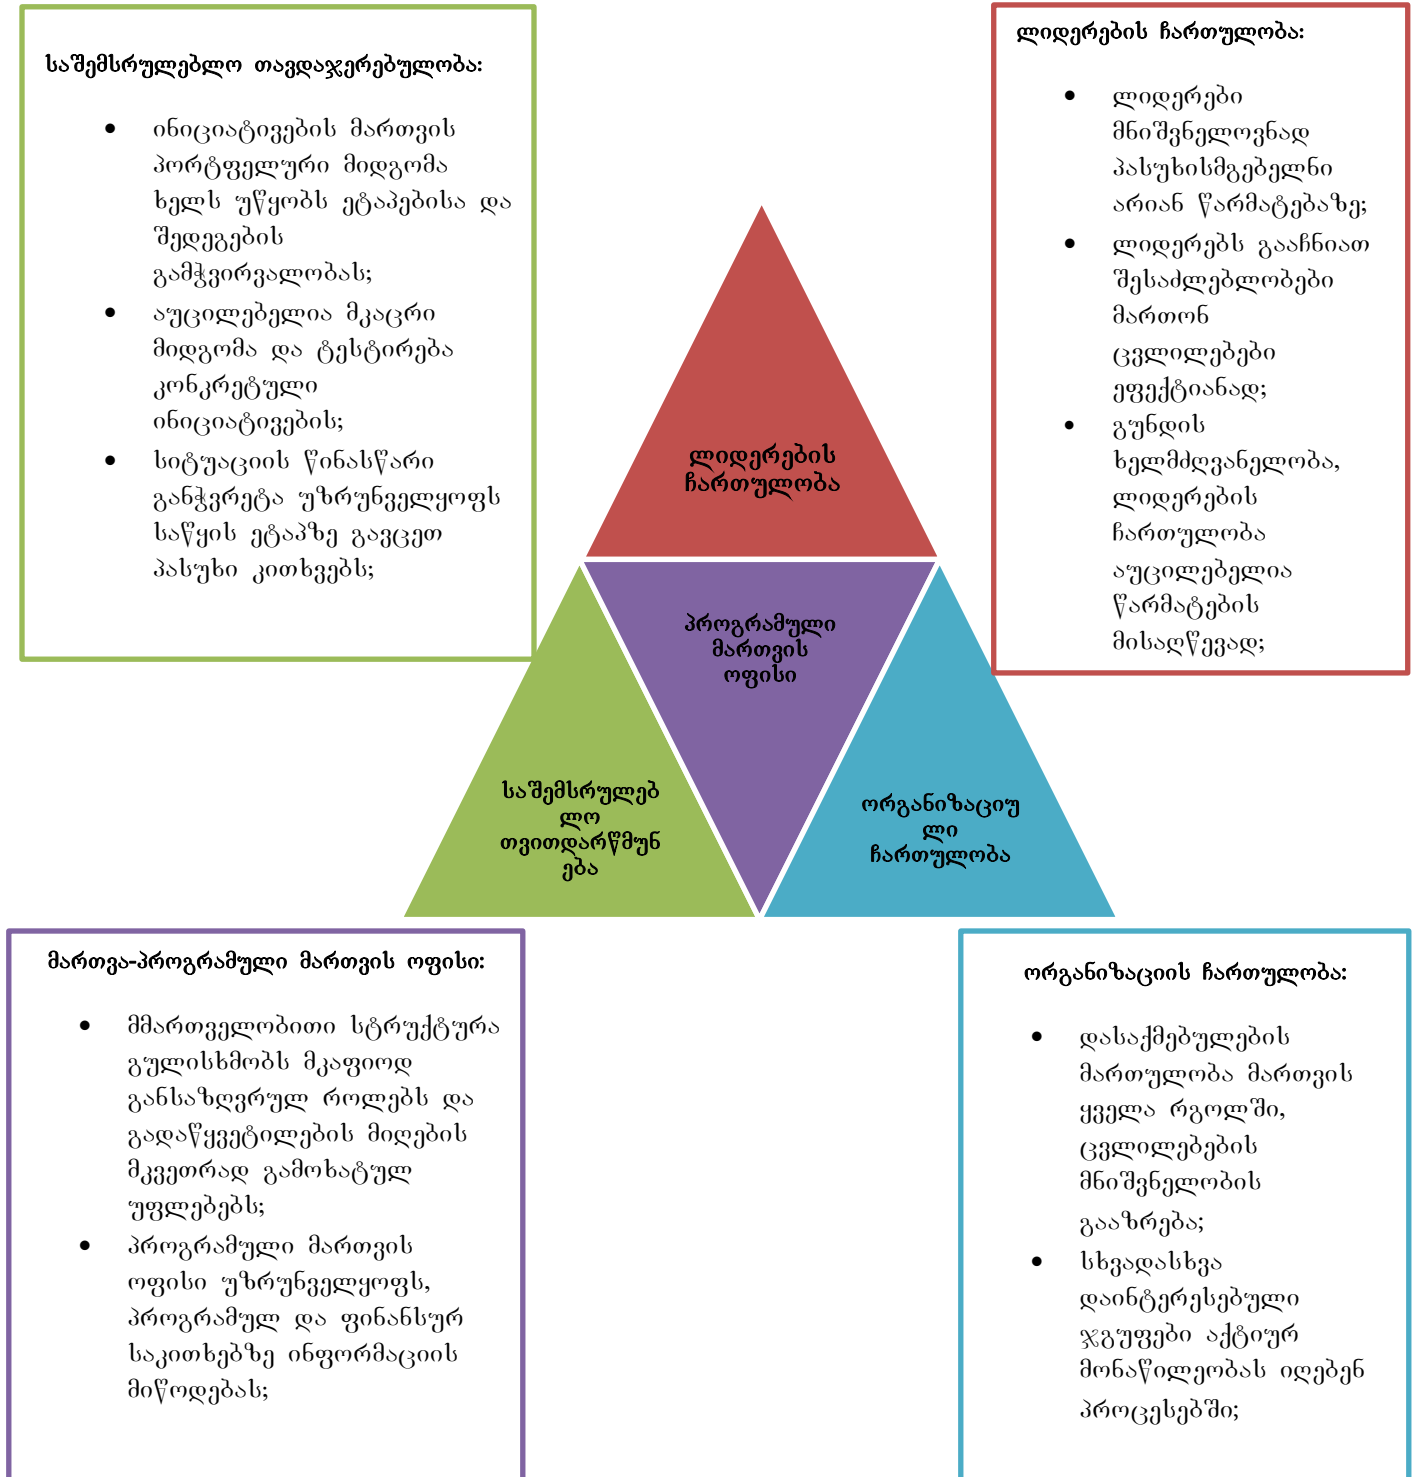 საშემსრულებლო თავდაჯერებულობა:
• ინიციატივების მართვის
პორტფელური მიდგომა
ხელს უწყობს ეტაპებისა და
შედეგების
გამჭვირვალობას;
• აუცილებელია მკაცრი
მიდგომა და ტესტირება
კონკრეტული
ინიციატივების;
• სიტუაციის წინასწარი
განჭვრეტა უზრუნველყოფს
საწყის ეტაპზე გავცეთ
პასუხი კითხვებს;
ლიდერების ჩართულობა:
• ლიდერები
მნიშვნელოვნად
პასუხისმგებელნი
არიან წარმატებაზე;
• ლიდერებს გააჩნიათ
შესაძლებლობები
მართონ
ცვლილებები
ეფექტიანად;
• გუნდის
ხელმძღვანელობა,
ლიდერების
ჩართულობა
აუცილებელია
წარმატების
მისაღწევად;
ლიდერების
ჩართულობა
პროგრამული
მართვის
ოფისი
საშემსრულებ
ლო
თვითდარწმუნ
ება
ორგანიზაციუ
ლი
ჩართულობა
მართვა-პროგრამული მართვის ოფისი:
• მმართველობითი სტრუქტურა
გულისხმობს მკაფიოდ
განსაზღვრულ როლებს და
გადაწყვეტილების მიღების
მკვეთრად გამოხატულ
უფლებებს;
• პროგრამული მართვის
ოფისი უზრუნველყოფს,
პროგრამულ და ფინანსურ
საკითხებზე ინფორმაციის
მიწოდებას;
ორგანიზაციის ჩართულობა:
• დასაქმებულების
მართულობა მართვის
ყველა რგოლში,
ცვლილებების
მნიშვნელობის
გააზრება;
• სხვადასხვა
დაინტერესებული
ჯგუფები აქტიურ
მონაწილეობას იღებენ
პროცესებში;